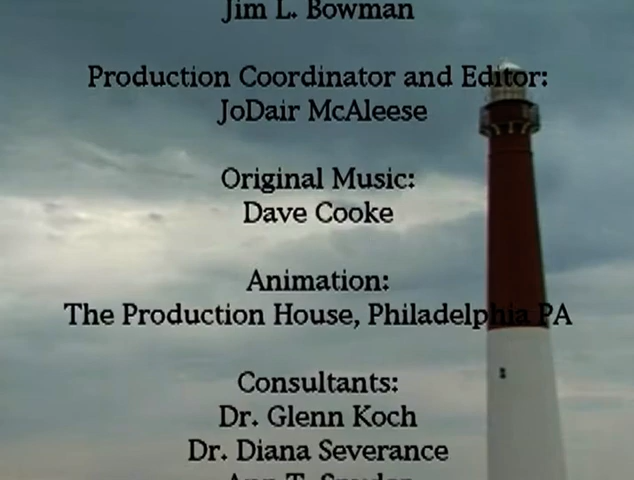 Jim L. Bowman
Production Coordinator and Editor:
JoDair McAleese
Original Music:
Dave Cooke
Animation:
The Production House, Philadelphia PA
Consultants:
Dr. Glenn Koch
Dr. Diana Severance